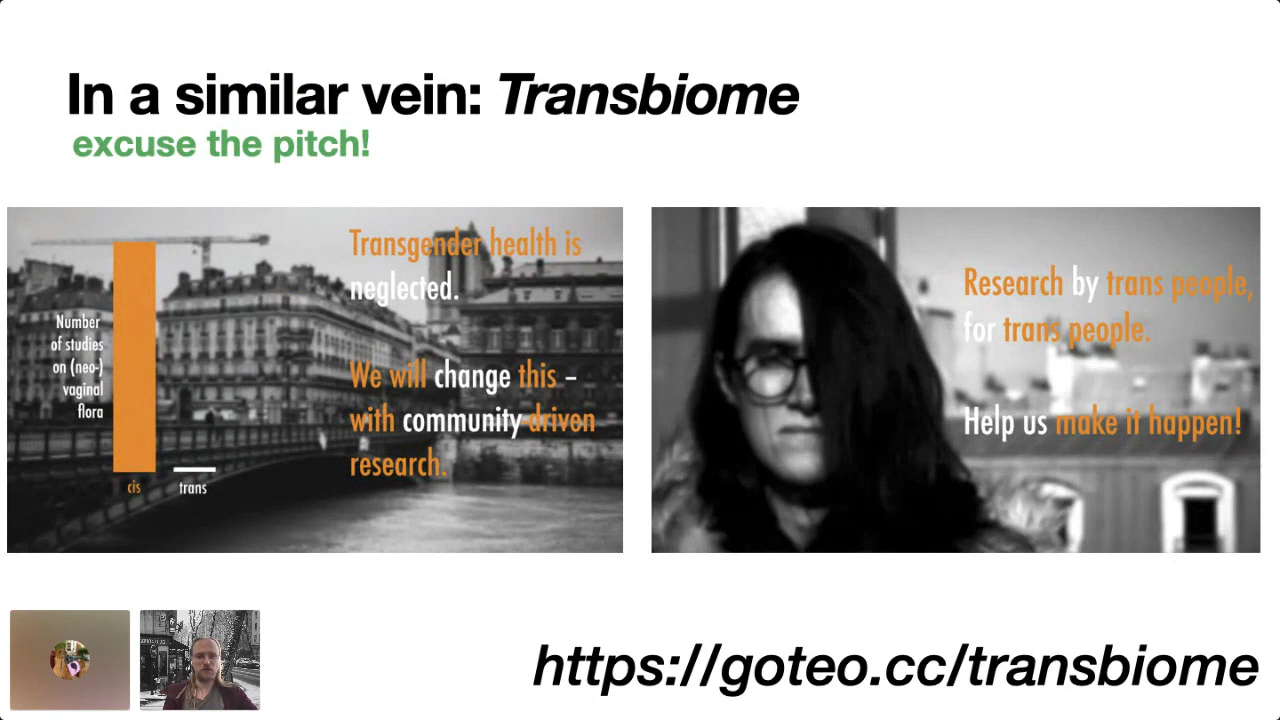 In a similar vein: Transbiome
excuse the pitch!
Number
of studies
on (neo-)
vaginal
flora
cis
trans
Transgender health is
neglected.
We will change this –
with community-driven
research.
Research by trans people,
for trans people.
Help us make it happen!
https://goteo.cc/transbiome